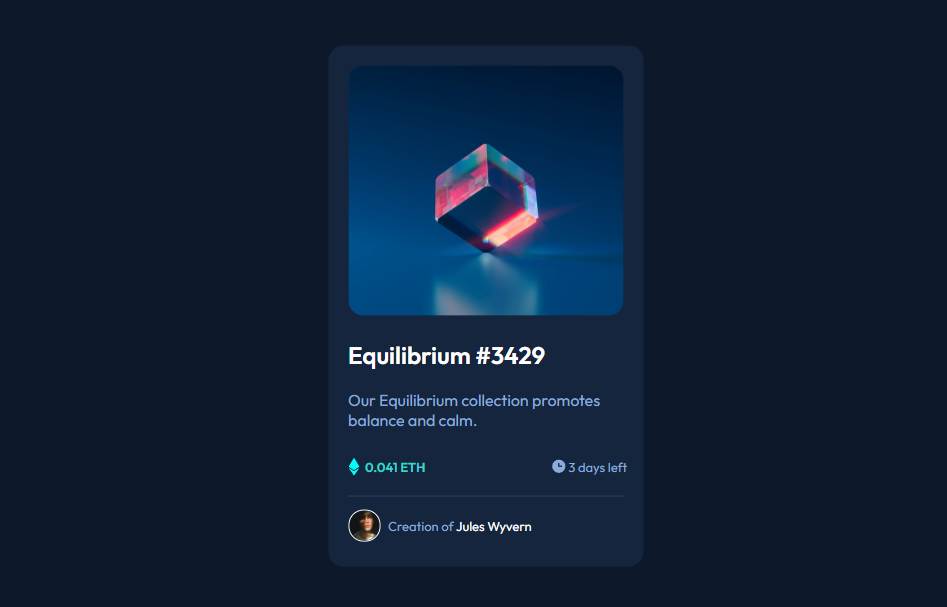 Equilibrium #3429
Our Equilibrium collection promotes
balance and calm.
0.041 ETH
3 days left
Creation of Jules Wyvern